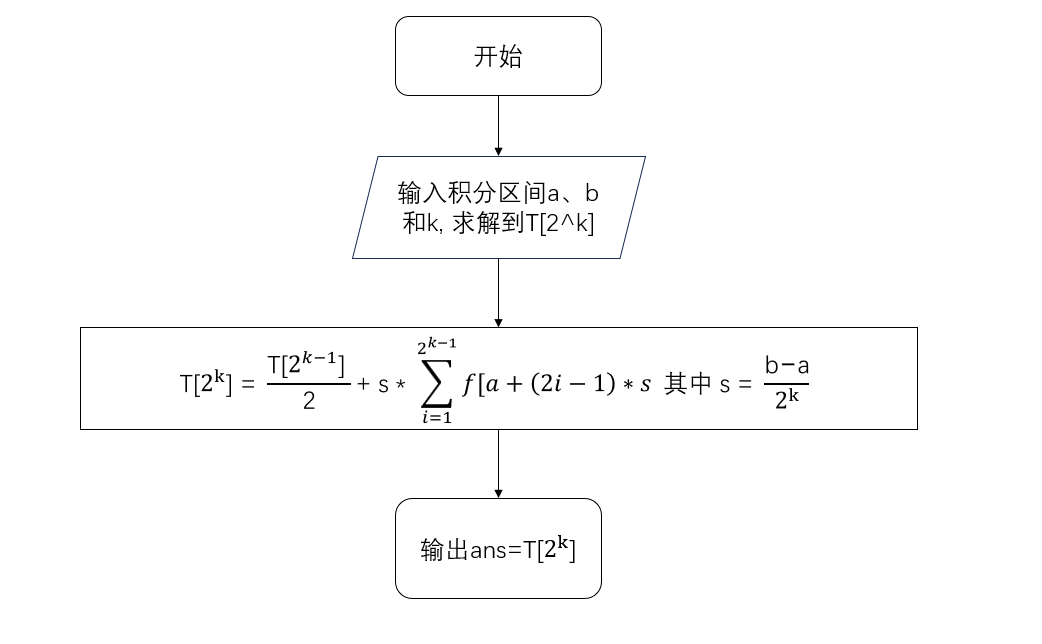 开始
输入积分区间a、b
和k, 求解到T[2^k]
T[2^k] = T[2^{k−1}]/2 + s * ∑_{i=1}^{2^{k−1}} f[a + (2i − 1) * s 其中 s = (b−a)/2^k
输出ans=T[2^k]